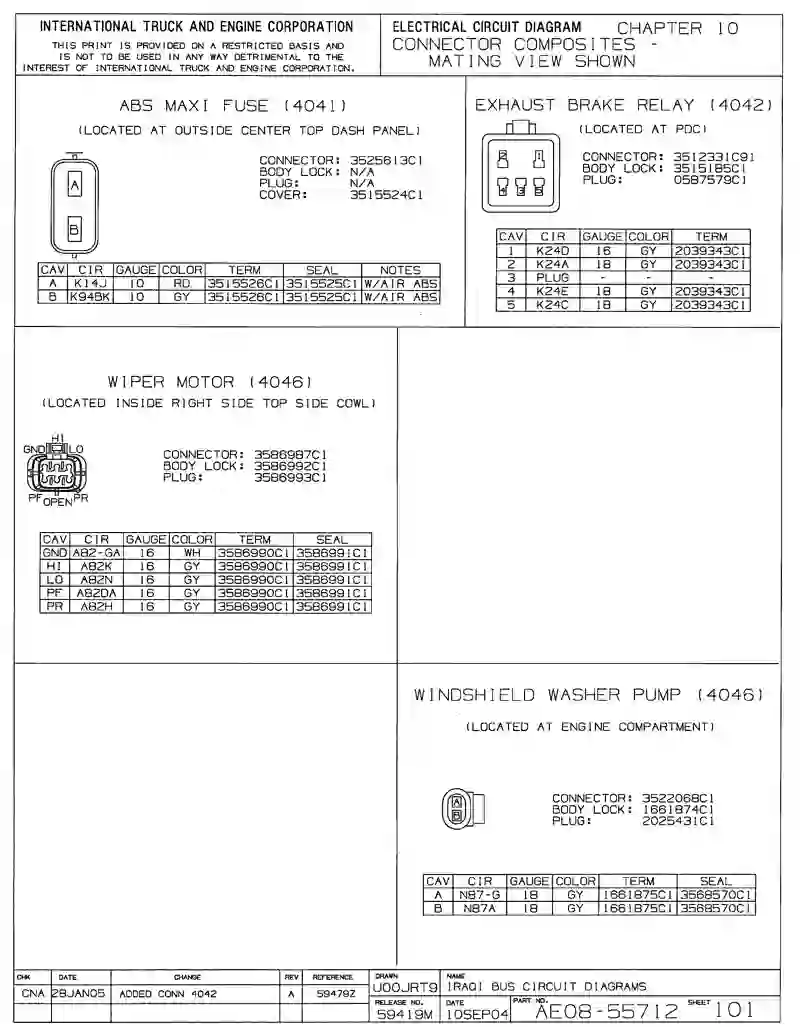 INTERNATIONAL TRUCK AND ENGINE CORPORATION
THIS PRINT IS PROVIDED ON A RESTRICTED BASIS AND
IS NOT TO BE USED IN ANY WAY DETRIMENTAL TO THE
INTEREST OF INTERNATIONAL TRUCK AND ENGINE CORPORATION.
ELECTRICAL CIRCUIT DIAGRAM CHAPTER 10
CONNECTOR COMPOSITES -
MATING VIEW SHOWN
ABS MAXI FUSE (4041)
(LOCATED AT OUTSIDE CENTER TOP DASH PANEL)
A
B
CONNECTOR: 3525613C1
BODY LOCK: N/A
PLUG: N/A
COVER: 3515524C1
CAV CIR GAUGE COLOR TERM SEAL NOTES
A K14J 10 RD 3515526C1 3515525C1 W/AIR ABS
B K94BK 10 GY 3515526C1 3515525C1 W/AIR ABS
EXHAUST BRAKE RELAY (4042)
(LOCATED AT PDC)
2 1
4 3 5
CONNECTOR: 3512331C91
BODY LOCK: 3515185C1
PLUG: 0587579C1
CAV CIR GAUGE COLOR TERM
1 K24D 16 GY 2039343C1
2 K24A 18 GY 2039343C1
3 PLUG - - -
4 K24E 18 GY 2039343C1
5 K24C 18 GY 2039343C1
WIPER MOTOR (4046)
(LOCATED INSIDE RIGHT SIDE TOP SIDE COWL)
HI
GND LO
PF OPEN PR
CONNECTOR: 3586987C1
BODY LOCK: 3586992C1
PLUG: 3586993C1
CAV CIR GAUGE COLOR TERM SEAL
GND A82-GA 16 WH 3586990C1 3586991C1
HI A82K 16 GY 3586990C1 3586991C1
LO A82N 16 GY 3586990C1 3586991C1
PF A82DA 16 GY 3586990C1 3586991C1
PR A82H 16 GY 3586990C1 3586991C1
WINDSHIELD WASHER PUMP (4046)
(LOCATED AT ENGINE COMPARTMENT)
A
B
CONNECTOR: 3522068C1
BODY LOCK: 1661874C1
PLUG: 2025431C1
CAV CIR GAUGE COLOR TERM SEAL
A N87-G 18 GY 1661875C1 3568570C1
B N87A 18 GY 1661875C1 3568570C1
CHK DATE CHANGE REV REFERENCE
CNA 28JAN05 ADDED CONN 4042 A 59479Z
DRAWN NAME
U00JRT9 IRAQI BUS CIRCUIT DIAGRAMS
RELEASE NO. DATE PART NO. SHEET
59419M 10SEP04 AE08-55712 101